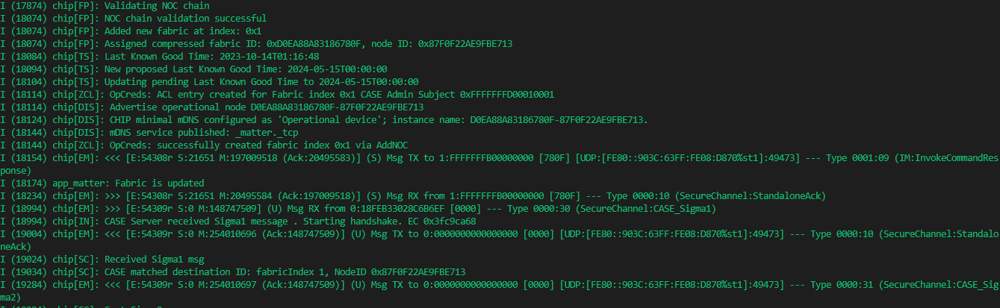 I (17874) chip[FP]: Validating NOC chain
I (18074) chip[FP]: NOC chain validation successful
I (18074) chip[FP]: Added new fabric at index: 0x1
I (18074) chip[FP]: Assigned compressed fabric ID: 0xD0EA88A83186780F, node ID: 0x87F0F22AE9FBE713
I (18084) chip[TS]: Last Known Good Time: 2023-10-14T01:16:48
I (18094) chip[TS]: New proposed Last Known Good Time: 2024-05-15T00:00:00
I (18104) chip[TS]: Updating pending Last Known Good Time to 2024-05-15T00:00:00
I (18114) chip[ZCL]: OpCreds: ACL entry created for Fabric index 0x1 CASE Admin Subject 0xFFFFFFFD00010001
I (18114) chip[DIS]: Advertise operational node D0EA88A83186780F-87F0F22AE9FBE713
I (18124) chip[DIS]: CHIP minimal mDNS configured as 'Operational device'; instance name: D0EA88A83186780F-87F0F22AE9FBE713.
I (18144) chip[DIS]: mDNS service published: _matter._tcp
I (18144) chip[ZCL]: OpCreds: successfully created fabric index 0x1 via AddNOC
I (18154) chip[EM]: <<< [E:54308r S:21651 M:197009518 (Ack:20495583)] (S) Msg TX to 1:FFFFFFFB00000000 [780F] [UDP:[FE80::903C:63FF:FE08:D870%st1]:49473] --- Type 0001:09 (IM:InvokeCommandRes
ponse)
I (18174) app_matter: Fabric is updated
I (18234) chip[EM]: >>> [E:54308r S:21651 M:20495584 (Ack:197009518)] (S) Msg RX from 1:FFFFFFFB00000000 [780F] --- Type 0000:10 (SecureChannel:StandaloneAck)
I (18994) chip[EM]: >>> [E:54309r S:0 M:148747509] (U) Msg RX from 0:18FEB33028C6B6EF [0000] --- Type 0000:30 (SecureChannel:CASE_Sigma1)
I (18994) chip[IN]: CASE Server received Sigma1 message . Starting handshake. EC 0x3fc9ca68
I (19004) chip[EM]: <<< [E:54309r S:0 M:254010696 (Ack:148747509)] (U) Msg TX to 0:0000000000000000 [0000] [UDP:[FE80::903C:63FF:FE08:D870%st1]:49473] --- Type 0000:10 (SecureChannel:Standalo
neAck)
I (19024) chip[SC]: Received Sigma1 msg
I (19034) chip[SC]: CASE matched destination ID: fabricIndex 1, NodeID 0x87F0F22AE9FBE713
I (19284) chip[EM]: <<< [E:54309r S:0 M:254010697 (Ack:148747509)] (U) Msg TX to 0:0000000000000000 [0000] [UDP:[FE80::903C:63FF:FE08:D870%st1]:49473] --- Type 0000:31 (SecureChannel:CASE_Sig
ma2)